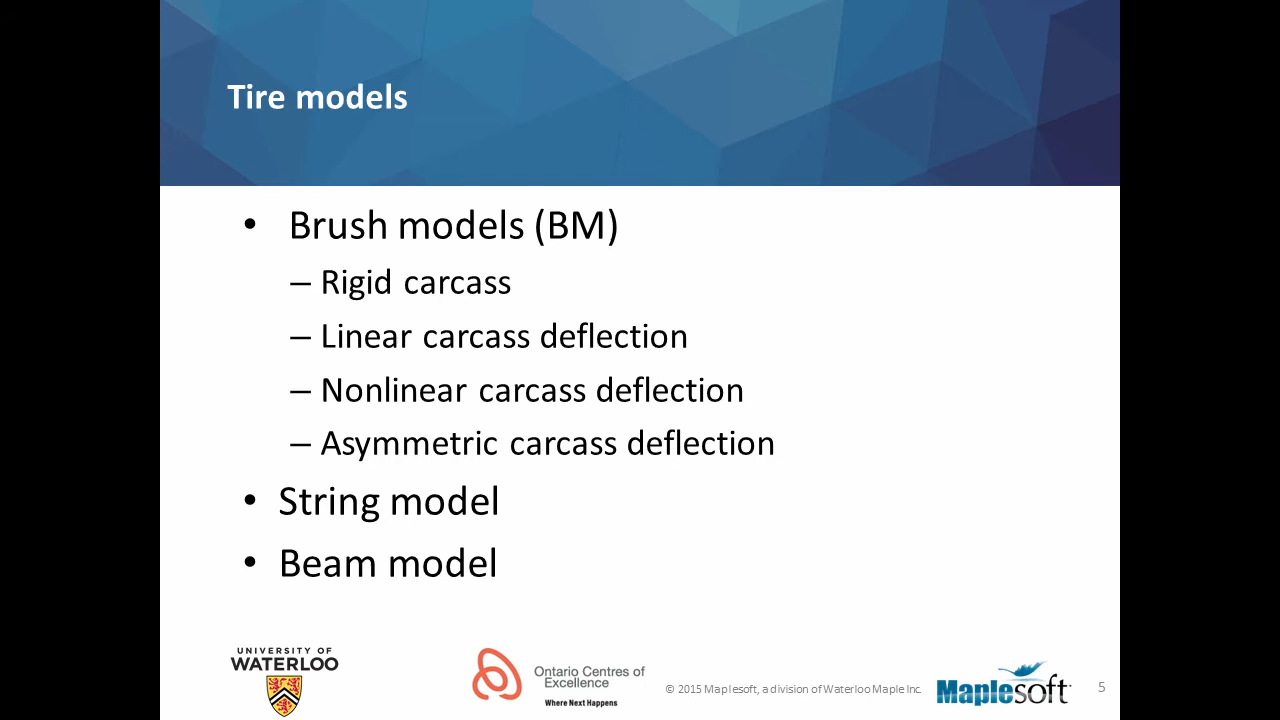 Tire models
• Brush models (BM)
– Rigid carcass
– Linear carcass deflection
– Nonlinear carcass deflection
– Asymmetric carcass deflection
• String model
• Beam model
UNIVERSITY OF
WATERLOO
Ontario Centres of
Excellence
Where Next Happens
© 2015 Maplesoft, a division of Waterloo Maple Inc.
Maplesoft
5